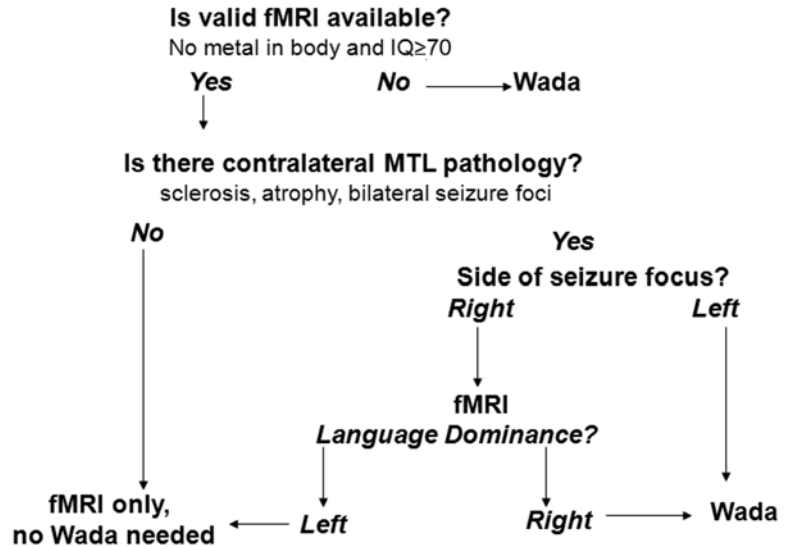 Is valid fMRI available?
No metal in body and IQ≥70
Yes No Wada
Is there contralateral MTL pathology?
sclerosis, atrophy, bilateral seizure foci
No
Yes
Side of seizure focus?
Right Left
fMRI
Language Dominance?
fMRI only,
no Wada needed
Left
Right
Wada